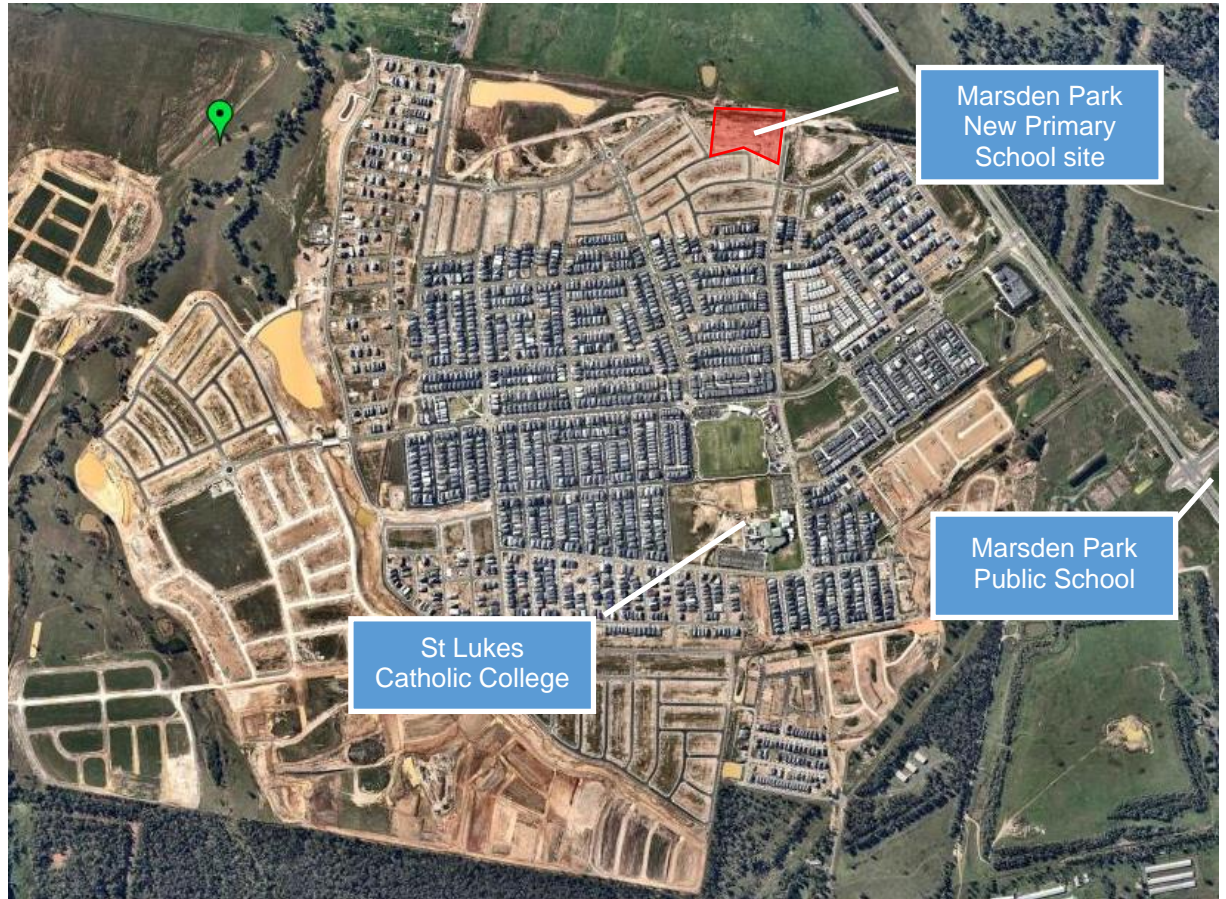 Marsden Park
New Primary
School site
Marsden Park
Public School
St Lukes
Catholic College